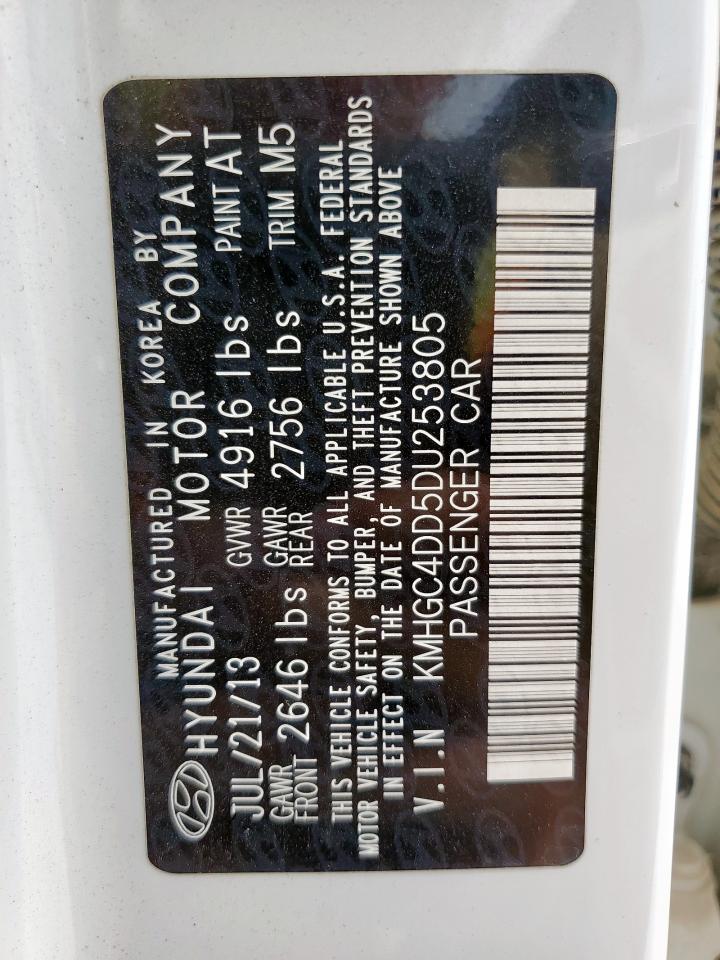 MANUFACTURED IN KOREA BY
HYUNDAI MOTOR COMPANY
JUL/21/13 GVWR 4916 lbs PAINT AT
GAWR FRONT 2646 lbs GAWR REAR 2756 lbs TRIM M5
THIS VEHICLE CONFORMS TO ALL APPLICABLE U.S.A. FEDERAL
MOTOR VEHICLE SAFETY, BUMPER, AND THEFT PREVENTION STANDARDS
IN EFFECT ON THE DATE OF MANUFACTURE SHOWN ABOVE
V.I.N KMHGC4DD5DU253805
PASSENGER CAR